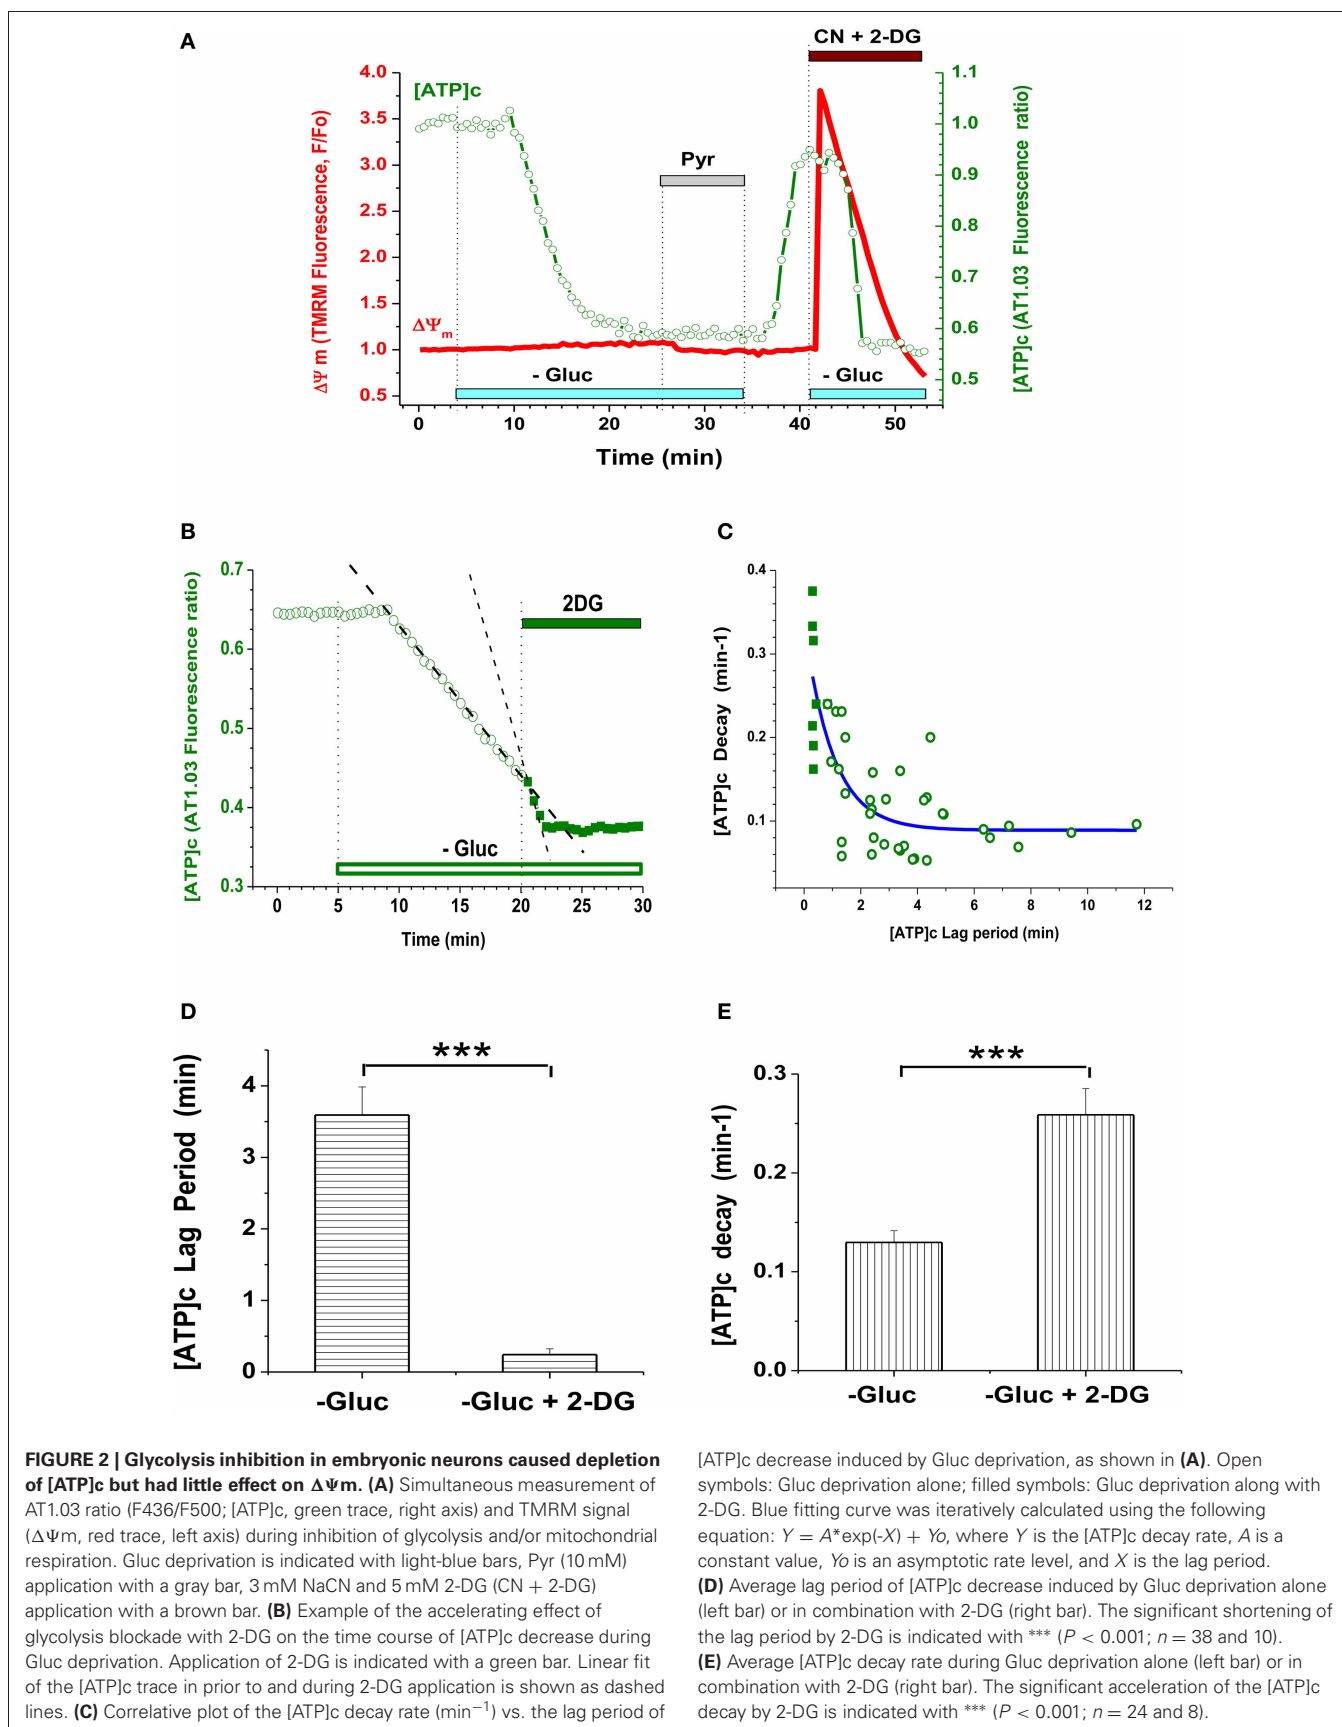 A
CN + 2-DG
4.0
3.5
3.0
2.5
2.0
1.5
1.0
0.5
ΔΨ m (TMRM Fluorescence, F/Fo)
[ATP]c
Pyr
ΔΨm
- Gluc
- Gluc
1.1
1.0
0.9
0.8
0.7
0.6
0.5
[ATP]c (AT1.03 Fluorescence ratio)
0 10 20 30 40 50
Time (min)
B
0.7
0.6
0.5
0.4
0.3
[ATP]c (AT1.03 Fluorescence ratio)
2DG
- Gluc
0 5 10 15 20 25 30
Time (min)
C
0.4
0.3
0.2
0.1
[ATP]c Decay (min-1)
0 2 4 6 8 10 12
[ATP]c Lag period (min)
D
***
4
3
2
1
0
[ATP]c Lag Period (min)
-Gluc -Gluc + 2-DG
E
***
0.3
0.2
0.1
0.0
[ATP]c decay (min-1)
-Gluc -Gluc + 2-DG
FIGURE 2 | Glycolysis inhibition in embryonic neurons caused depletion
of [ATP]c but had little effect on ΔΨm. (A) Simultaneous measurement of
AT1.03 ratio (F436/F500; [ATP]c, green trace, right axis) and TMRM signal
(ΔΨm, red trace, left axis) during inhibition of glycolysis and/or mitochondrial
respiration. Gluc deprivation is indicated with light-blue bars, Pyr (10 mM)
application with a gray bar, 3 mM NaCN and 5 mM 2-DG (CN + 2-DG)
application with a brown bar. (B) Example of the accelerating effect of
glycolysis blockade with 2-DG on the time course of [ATP]c decrease during
Gluc deprivation. Application of 2-DG is indicated with a green bar. Linear fit
of the [ATP]c trace in prior to and during 2-DG application is shown as dashed
lines. (C) Correlative plot of the [ATP]c decay rate (min−1) vs. the lag period of
[ATP]c decrease induced by Gluc deprivation, as shown in (A). Open
symbols: Gluc deprivation alone; filled symbols: Gluc deprivation along with
2-DG. Blue fitting curve was iteratively calculated using the following
equation: Y = A*exp(-X) + Yo, where Y is the [ATP]c decay rate, A is a
constant value, Yo is an asymptotic rate level, and X is the lag period.
(D) Average lag period of [ATP]c decrease induced by Gluc deprivation alone
(left bar) or in combination with 2-DG (right bar). The significant shortening of
the lag period by 2-DG is indicated with *** (P < 0.001; n = 38 and 10).
(E) Average [ATP]c decay rate during Gluc deprivation alone (left bar) or in
combination with 2-DG (right bar). The significant acceleration of the [ATP]c
decay by 2-DG is indicated with *** (P < 0.001; n = 24 and 8).